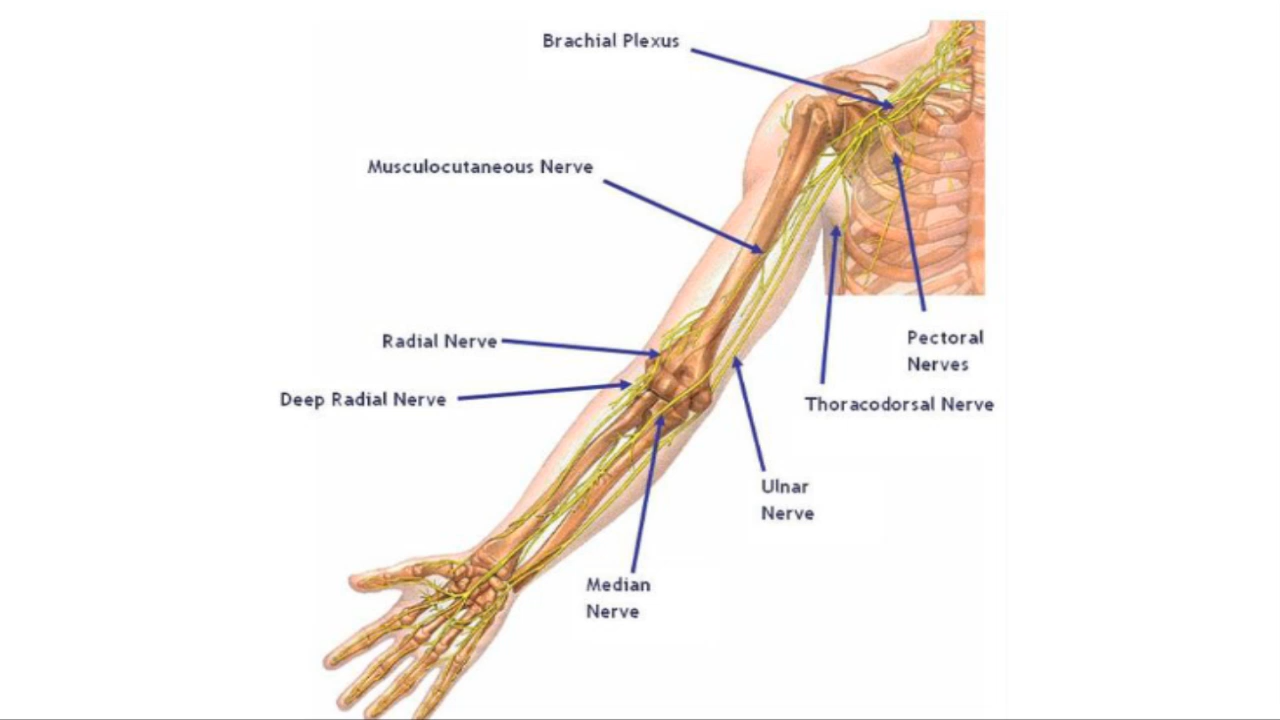 Brachial Plexus
Musculocutaneous Nerve
Radial Nerve
Pectoral
Nerves
Deep Radial Nerve
Thoracodorsal Nerve
Ulnar
Nerve
Median
Nerve